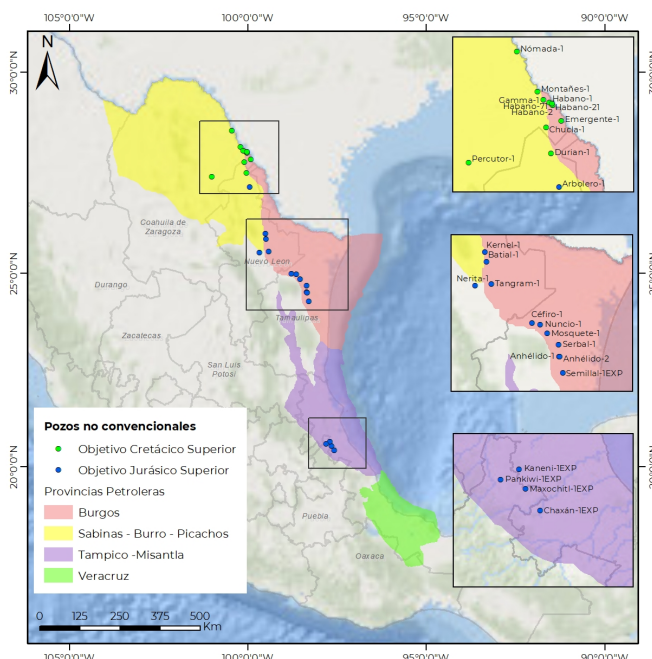 105°0'0"O 100°0'0"O 95°0'0"O 90°0'0"O
N
30°0'0"N
25°0'0"N
20°0'0"N
Coahuila de
Zaragoza
Nuevo León
Durango
Tamaulipas
Zacatecas
San Luis
Potosí
Puebla
Oaxaca
Nómada-1
Montañes-1
Gamma-1
Habano-1
Habano-71
Habano-21
Habano-2
Emergente-1
Chucla-1
Durian-1
Percutor-1
Arbolero-1
Kernel-1
Batial-1
Nerita-1
Tangram-1
Céfiro-1
Nuncio-1
Mosquete-1
Serbal-1
Anhélido-1
Anhélido-2
Semillal-1EXP
Kaneni-1EXP
Pankiwi-1EXP
Maxochitl-1EXP
Chaxán-1EXP
Pozos no convencionales
Objetivo Cretácico Superior
Objetivo Jurásico Superior
Provincias Petroleras
Burgos
Sabinas - Burro - Picachos
Tampico -Misantla
Veracruz
0 125 250 375 500
Km
105°0'0"O 100°0'0"O 95°0'0"O 90°0'0"O